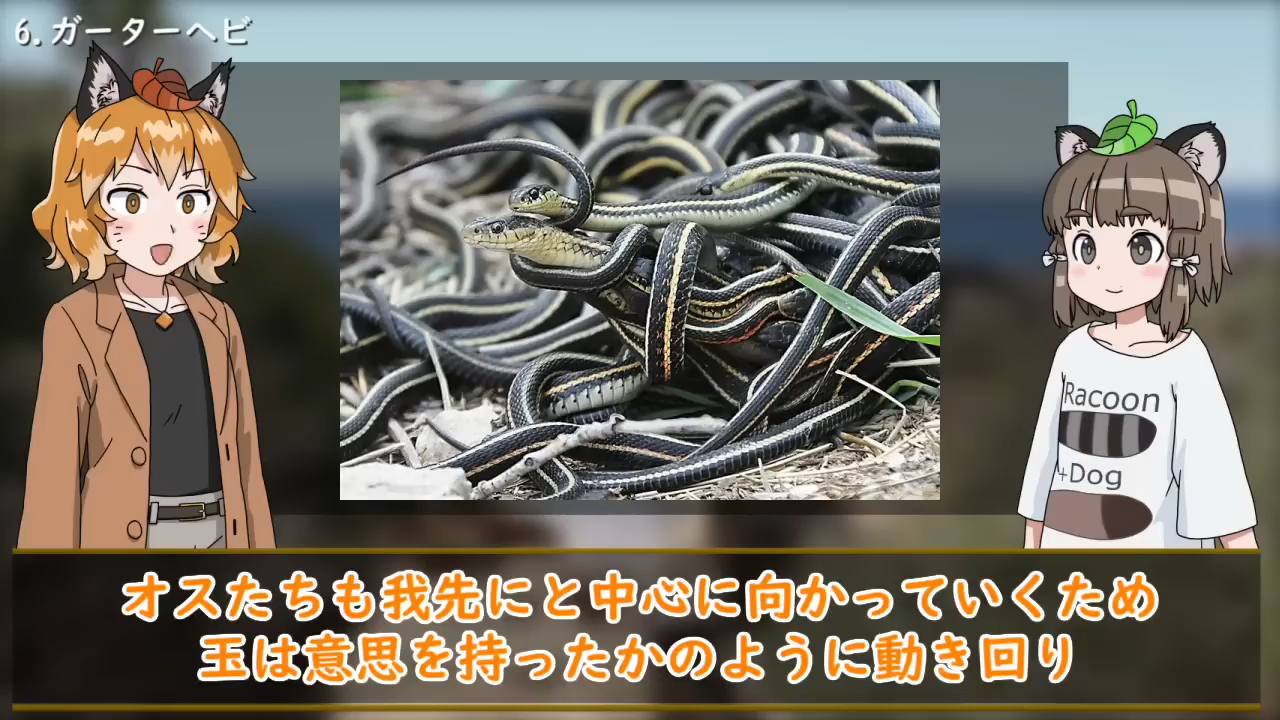 6.ガーターヘビ
Racoon
+Dog
オスたちも我先にと中心に向かっていくため
玉は意思を持ったかのように動き回り